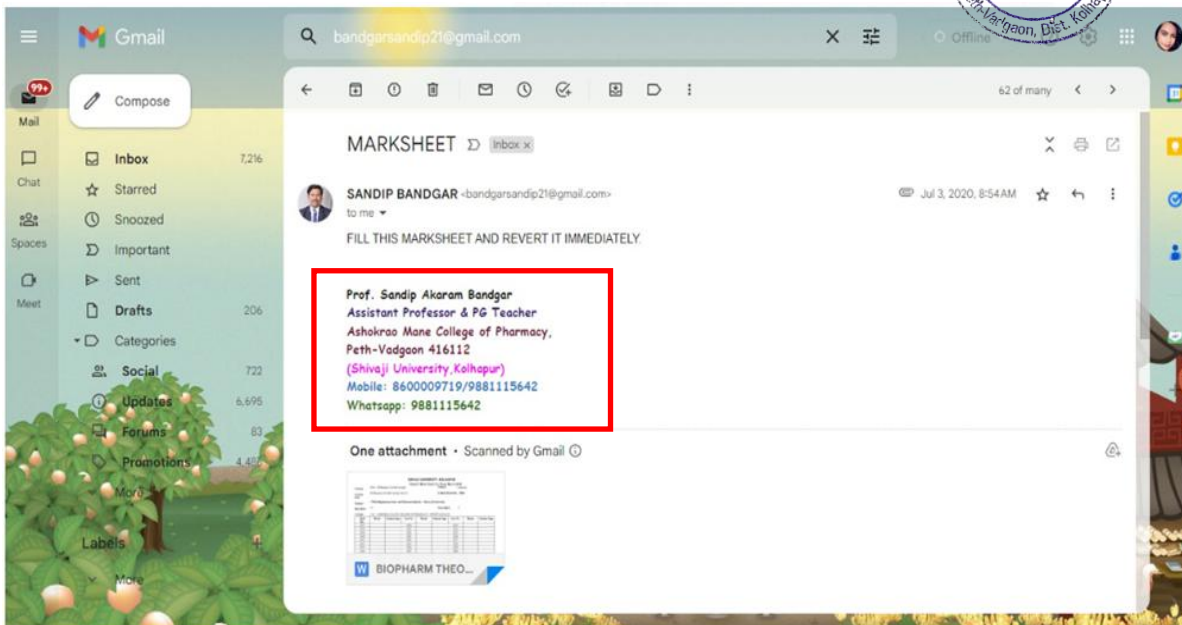 Gmail
bandgarsandip21@gmail.com
Offline
Vadgaon, Dist. Kolhapur
99+
Mail
Chat
Spaces
Meet
Compose
Inbox 7,216
Starred
Snoozed
Important
Sent
Drafts 206
Categories
Social 722
Updates 6,695
Forums 83
Promotions
More
Labels +
More
62 of many
MARKSHEET Inbox x
SANDIP BANDGAR <bandgarsandip21@gmail.com> Jul 3, 2020, 8:54 AM
to me
FILL THIS MARKSHEET AND REVERT IT IMMEDIATELY.
Prof. Sandip Akaram Bandgar
Assistant Professor & PG Teacher
Ashokrao Mane College of Pharmacy,
Peth-Vadgaon 416112
(Shivaji University,Kolhapur)
Mobile: 8600009719/9881115642
Whatsapp: 9881115642
One attachment • Scanned by Gmail
W BIOPHARM THEO...